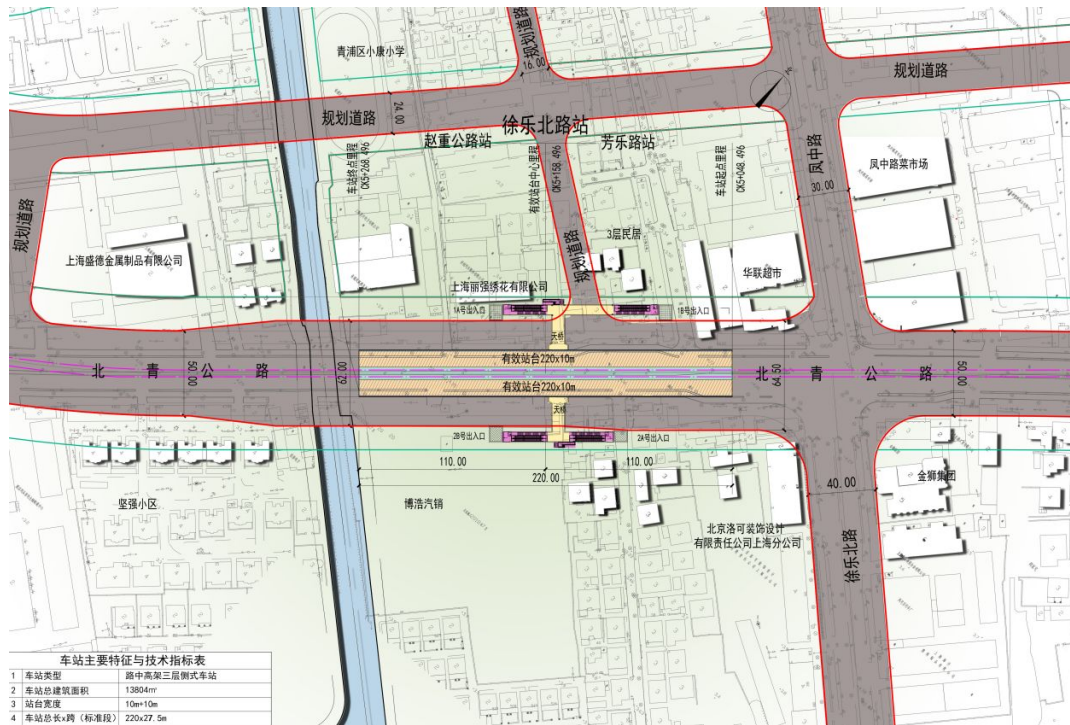 青浦区小康小学
规划道路
16.00
规划道路
24.00
规划道路
徐乐北路站
赵重公路站
芳乐路站
凤中路
凤中路菜市场
30.00
车站终点里程
CK5+268.496
有效站台中心里程
CK5+158.496
车站起点里程
CK5+048.496
规划道路
上海盛德金属制品有限公司
规划道路
3层民居
华联超市
上海丽强绣花有限公司
1A号出入口
1B号出入口
天桥
有效站台220x10m
北青公路
50.00
62.00
北青公路
64.50
50.00
有效站台220x10m
天桥
2B号出入口
2A号出入口
110.00
110.00
220.00
坚强小区
博浩汽销
40.00
金狮集团
北京洛可装饰设计
有限责任公司上海分公司
徐乐北路
车站主要特征与技术指标表
1 车站类型 路中高架三层侧式车站
2 车站总建筑面积 13804㎡
3 站台宽度 10m+10m
4 车站总长x跨（标准段） 220x27.5m